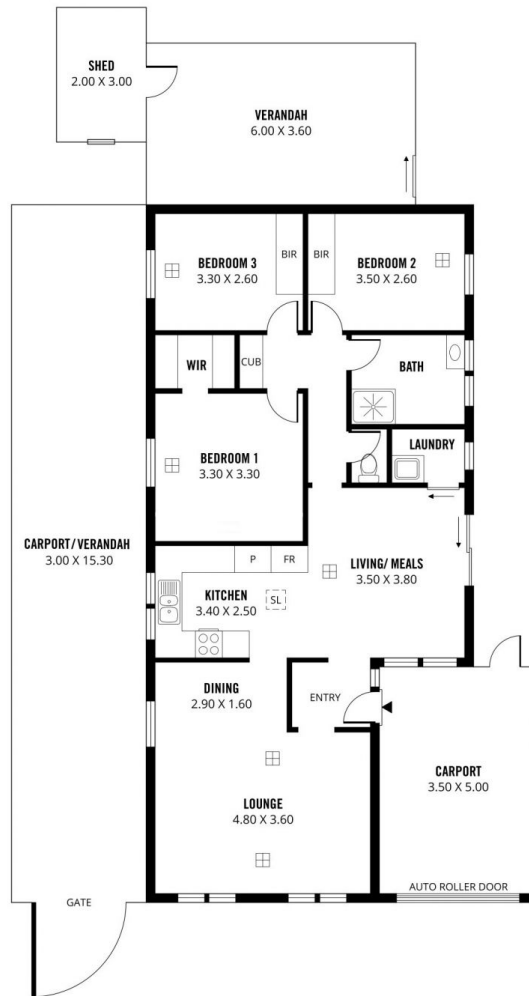 SHED
2.00 X 3.00
VERANDAH
6.00 X 3.60
BEDROOM 3
3.30 X 2.60
BIR
BIR
BEDROOM 2
3.50 X 2.60
WIR
CUB
BATH
BEDROOM 1
3.30 X 3.30
LAUNDRY
CARPORT/VERANDAH
3.00 X 15.30
P
FR
LIVING/ MEALS
3.50 X 3.80
KITCHEN
3.40 X 2.50
SL
DINING
2.90 X 1.60
ENTRY
CARPORT
3.50 X 5.00
LOUNGE
4.80 X 3.60
AUTO ROLLER DOOR
GATE